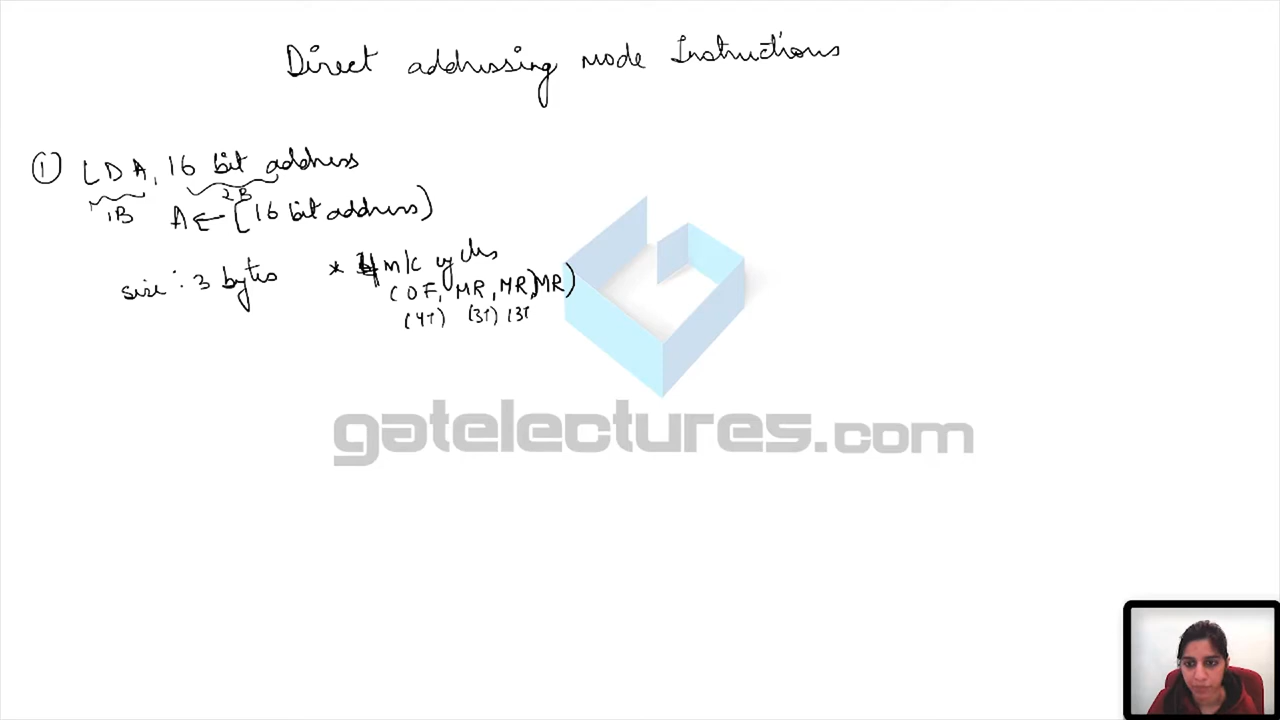 Direct addressing mode Instructions
① LDA, 16 bit address
1B 2B
A ← [16 bit address)
size : 3 bytes * 4 m/c cycles
(OF, MR, MR, MR)
(4T) (3T) (3T
gatelectures.com